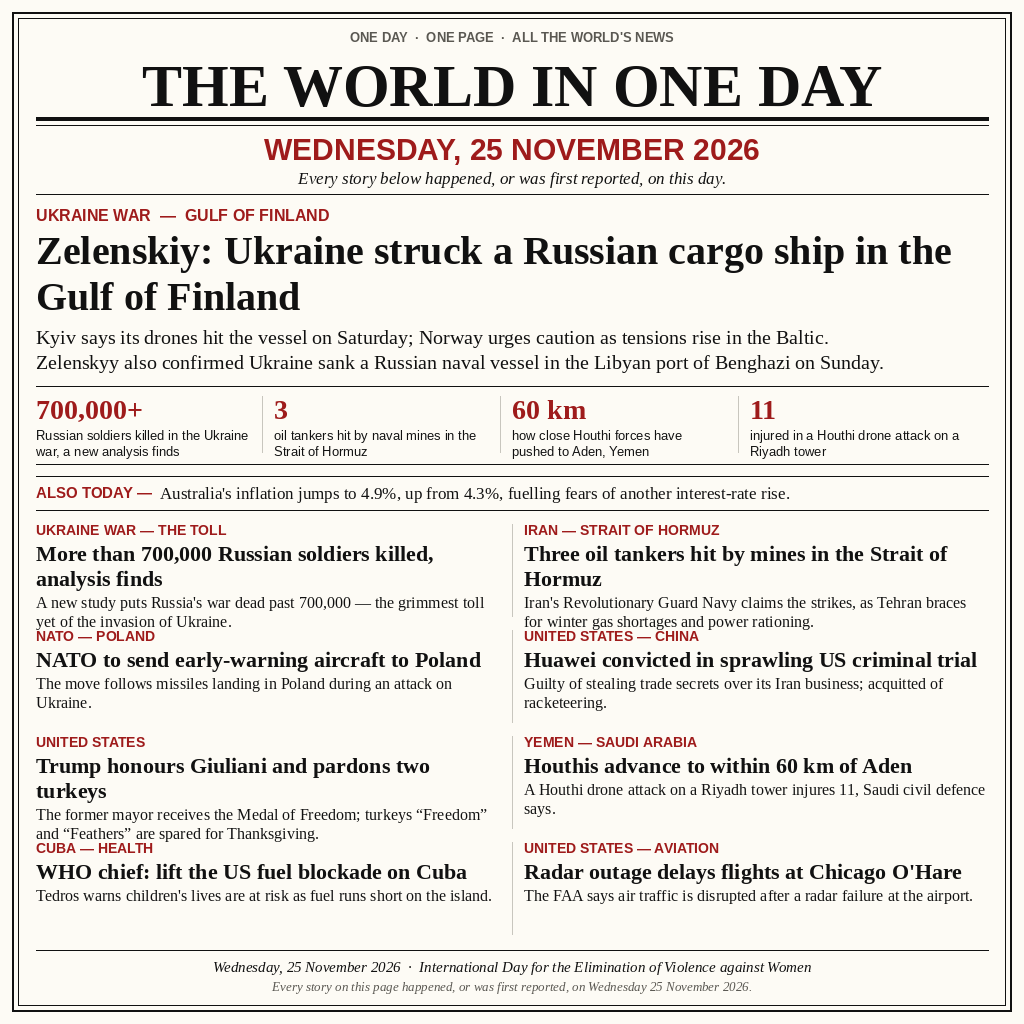 ONE DAY · ONE PAGE · ALL THE WORLD'S NEWS
THE WORLD IN ONE DAY
WEDNESDAY, 25 NOVEMBER 2026
Every story below happened, or was first reported, on this day.
UKRAINE WAR — GULF OF FINLAND
Zelenskiy: Ukraine struck a Russian cargo ship in the
Gulf of Finland
Kyiv says its drones hit the vessel on Saturday; Norway urges caution as tensions rise in the Baltic.
Zelenskyy also confirmed Ukraine sank a Russian naval vessel in the Libyan port of Benghazi on Sunday.
700,000+
Russian soldiers killed in the Ukraine
war, a new analysis finds
3
oil tankers hit by naval mines in the
Strait of Hormuz
60 km
how close Houthi forces have
pushed to Aden, Yemen
11
injured in a Houthi drone attack on a
Riyadh tower
ALSO TODAY — Australia's inflation jumps to 4.9%, up from 4.3%, fuelling fears of another interest-rate rise.
UKRAINE WAR — THE TOLL
More than 700,000 Russian soldiers killed,
analysis finds
A new study puts Russia's war dead past 700,000 — the grimmest toll
yet of the invasion of Ukraine.
IRAN — STRAIT OF HORMUZ
Three oil tankers hit by mines in the Strait of
Hormuz
Iran's Revolutionary Guard Navy claims the strikes, as Tehran braces
for winter gas shortages and power rationing.
NATO — POLAND
NATO to send early-warning aircraft to Poland
The move follows missiles landing in Poland during an attack on
Ukraine.
UNITED STATES — CHINA
Huawei convicted in sprawling US criminal trial
Guilty of stealing trade secrets over its Iran business; acquitted of
racketeering.
UNITED STATES
Trump honours Giuliani and pardons two
turkeys
The former mayor receives the Medal of Freedom; turkeys “Freedom”
and “Feathers” are spared for Thanksgiving.
YEMEN — SAUDI ARABIA
Houthis advance to within 60 km of Aden
A Houthi drone attack on a Riyadh tower injures 11, Saudi civil defence
says.
CUBA — HEALTH
WHO chief: lift the US fuel blockade on Cuba
Tedros warns children's lives are at risk as fuel runs short on the island.
UNITED STATES — AVIATION
Radar outage delays flights at Chicago O'Hare
The FAA says air traffic is disrupted after a radar failure at the airport.
Wednesday, 25 November 2026 · International Day for the Elimination of Violence against Women
Every story on this page happened, or was first reported, on Wednesday 25 November 2026.